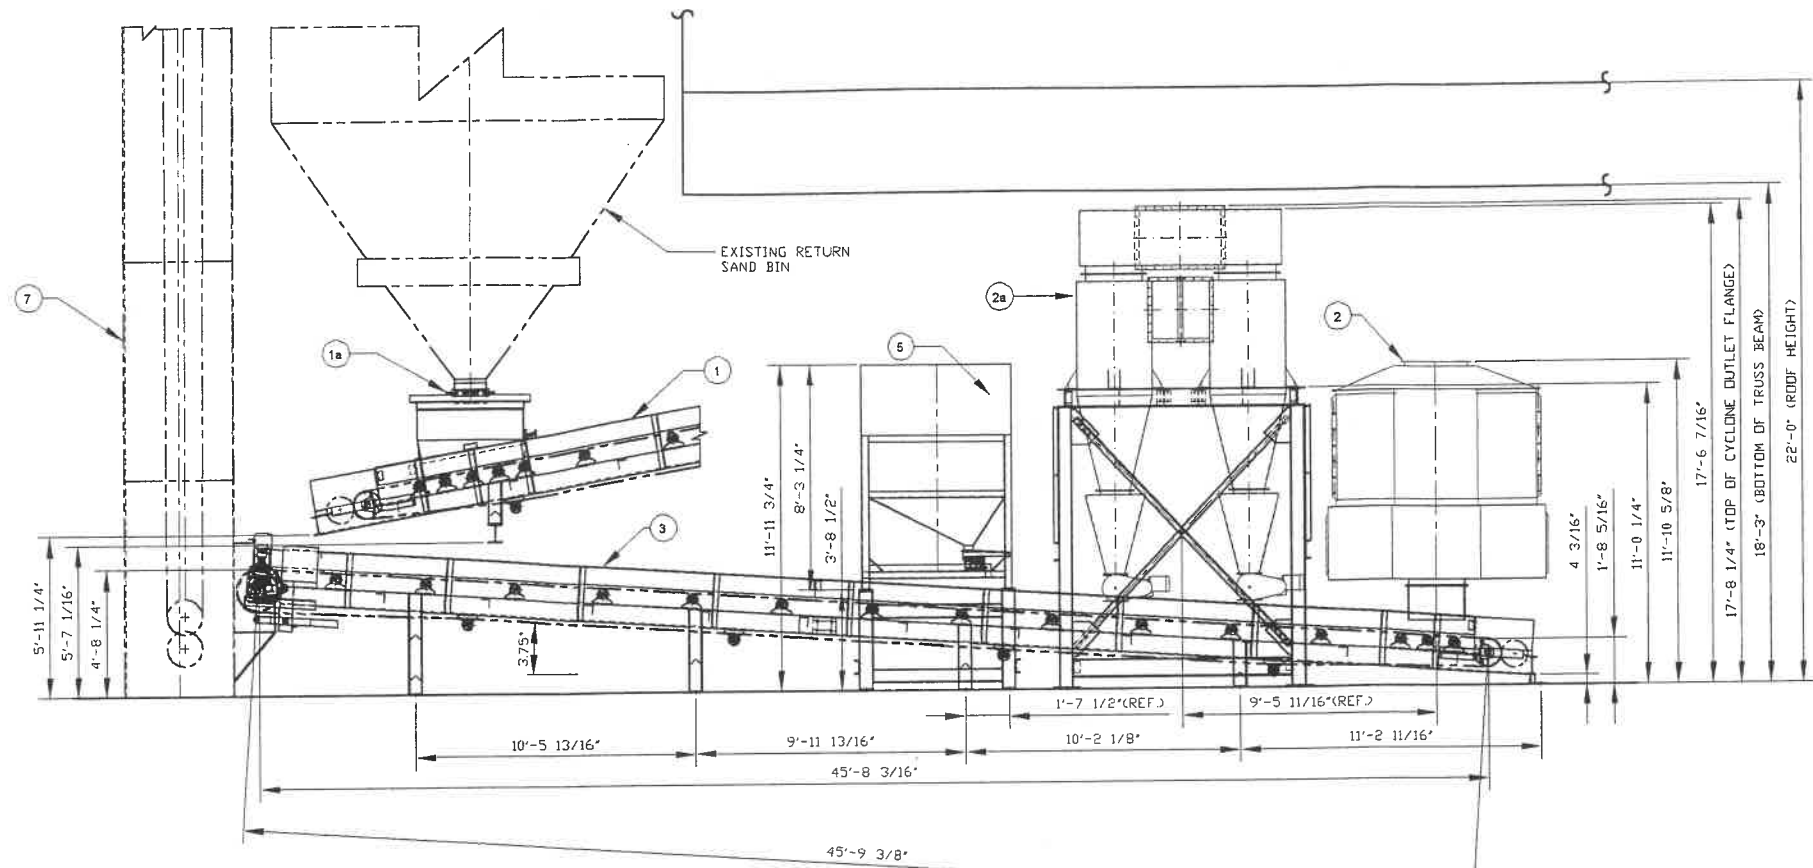 EXISTING RETURN
SAND BIN
7
1a
1
5
2a
2
3
5'-11 1/4"
5'-7 1/16"
4'-8 1/4"
3.75°
11'-11 3/4"
8'-3 1/4"
3'-8 1/2"
4 3/16"
1'-8 5/16"
11'-0 1/4"
11'-10 5/8"
17'-6 7/16"
17'-8 1/4" (TOP OF CYCLONE OUTLET FLANGE)
18'-3" (BOTTOM OF TRUSS BEAM)
22'-0" (ROOF HEIGHT)
1'-7 1/2"(REF.)
9'-5 11/16"(REF.)
10'-5 13/16"
9'-11 13/16"
10'-2 1/8"
11'-2 11/16"
45'-8 3/16"
45'-9 3/8"